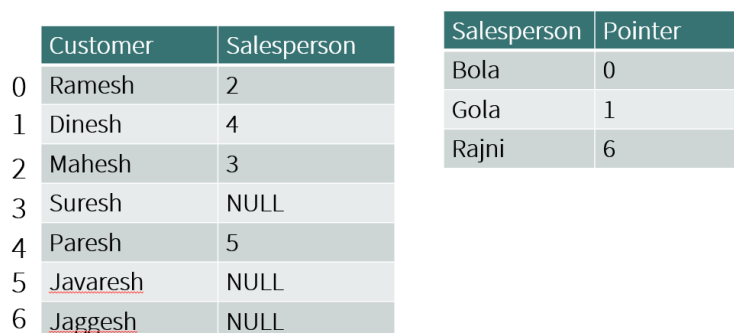 Customer Salesperson
0 Ramesh 2
1 Dinesh 4
2 Mahesh 3
3 Suresh NULL
4 Paresh 5
5 Javaresh NULL
6 Jaggesh NULL
Salesperson Pointer
Bola 0
Gola 1
Rajni 6